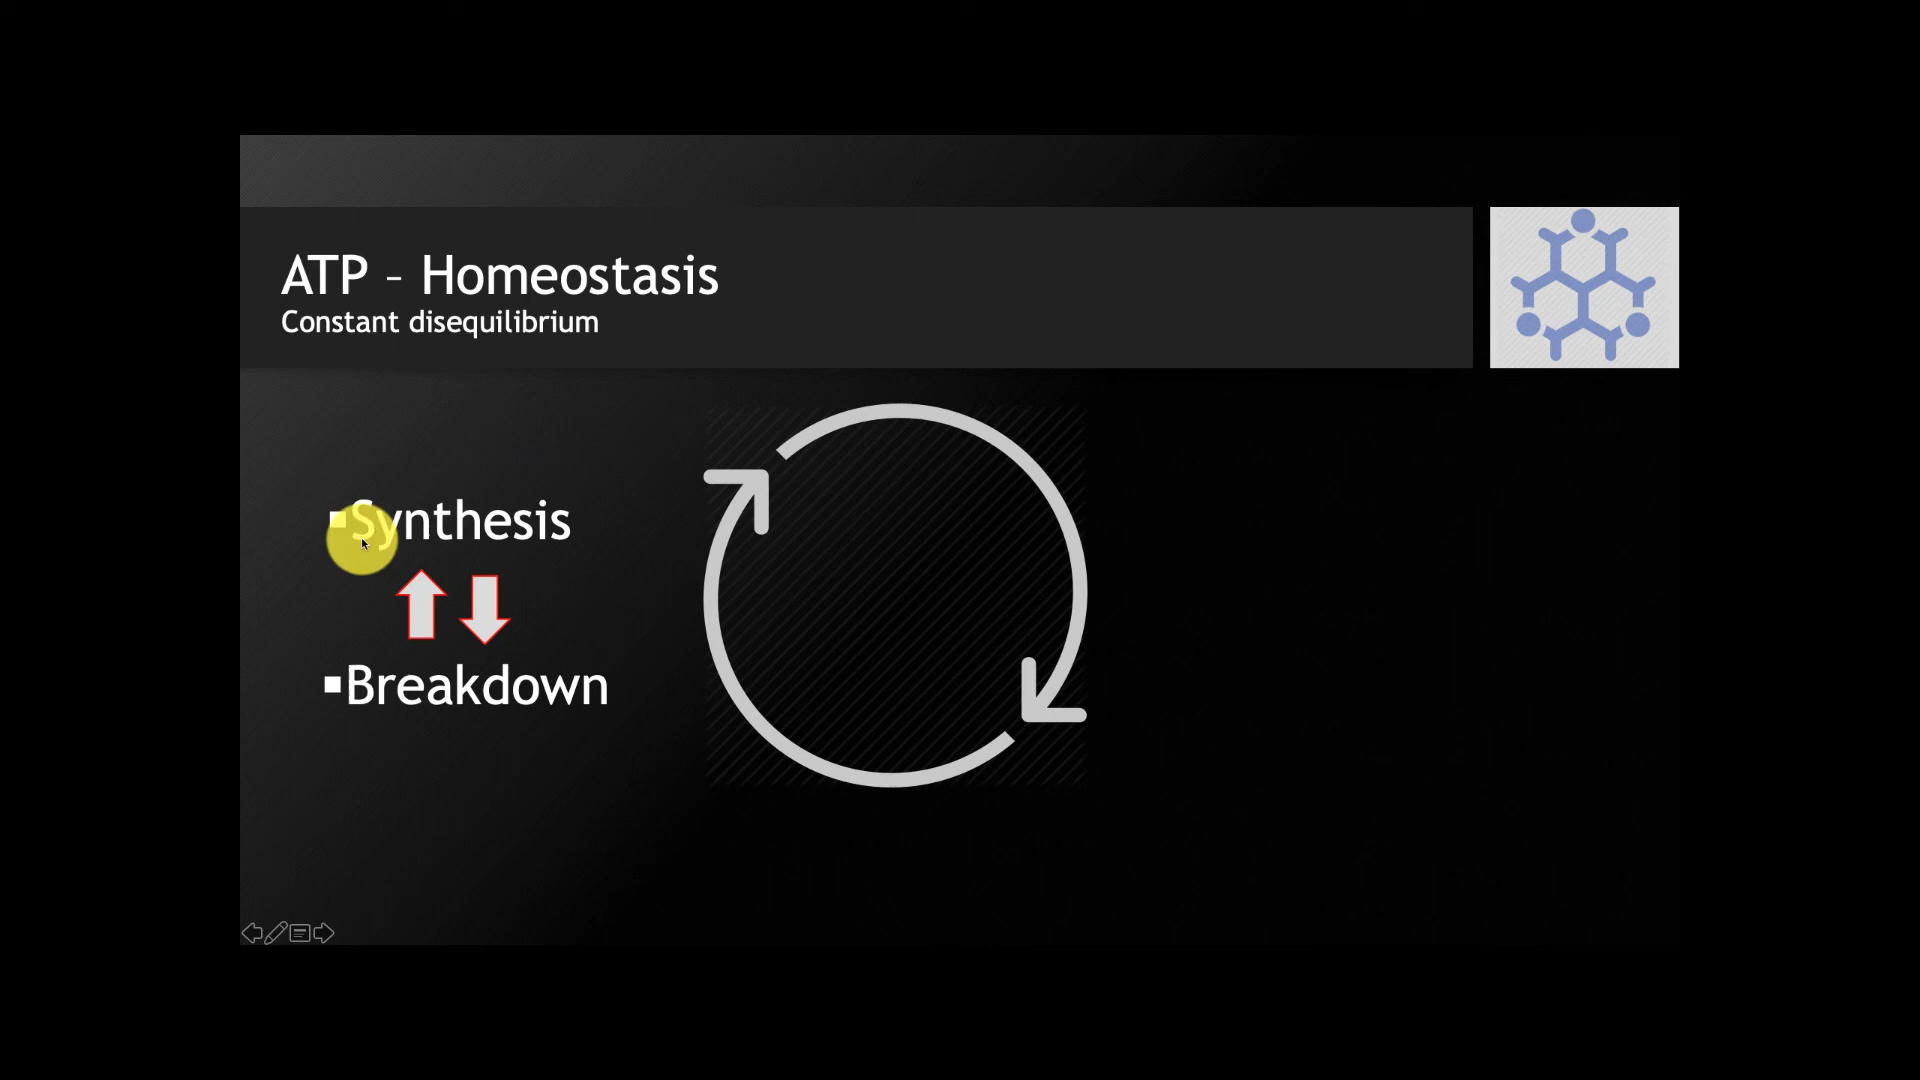 ATP – Homeostasis
Constant disequilibrium
▪Synthesis
▪Breakdown